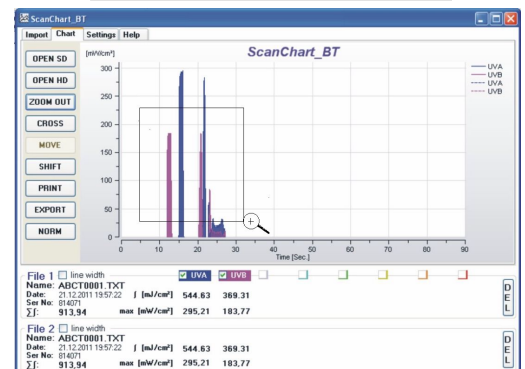 ScanChart_BT
Import Chart Settings Help
OPEN SD
OPEN HD
ZOOM OUT
CROSS
MOVE
SHIFT
PRINT
EXPORT
NORM
[mW/cm²]
ScanChart_BT
UVA
UVB
UVA
UVB
300
250
200
150
100
50
0
0 10 20 30 40 50 60 70 80 90
Time [Sec.]
File 1 line width UVA UVB
Name: ABCT0001.TXT
Date: 21.12.2011 19:57:22 ∫ [mJ/cm²] 544.63 369.31
Ser No: 814071
∑∫: 913,94 max [mW/cm²] 295,21 183,77
DEL
File 2 line width
Name: ABCT0001.TXT
Date: 21.12.2011 19:57:22 ∫ [mJ/cm²] 544.63 369.31
Ser No: 814071
∑∫: 913,94 max [mW/cm²] 295,21 183,77
DEL